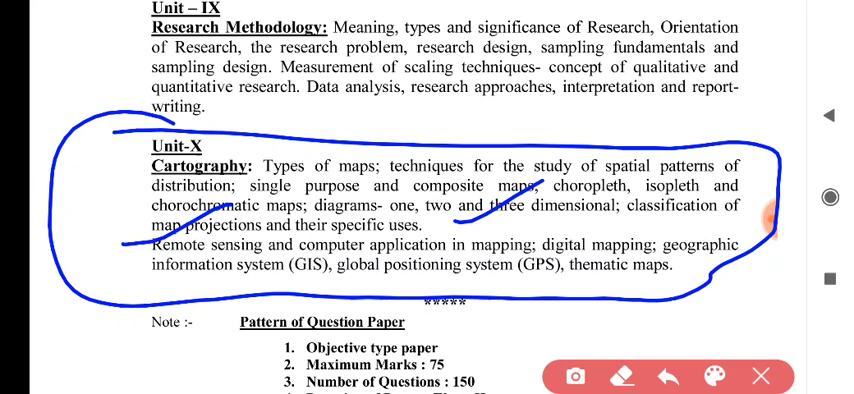 Unit – IX
Research Methodology: Meaning, types and significance of Research, Orientation
of Research, the research problem, research design, sampling fundamentals and
sampling design. Measurement of scaling techniques- concept of qualitative and
quantitative research. Data analysis, research approaches, interpretation and report-
writing.
Unit-X
Cartography: Types of maps; techniques for the study of spatial patterns of
distribution; single purpose and composite maps; choropleth, isopleth and
chorochromatic maps; diagrams- one, two and three dimensional; classification of
map projections and their specific uses.
Remote sensing and computer application in mapping; digital mapping; geographic
information system (GIS), global positioning system (GPS), thematic maps.
*****
Note :- Pattern of Question Paper
1. Objective type paper
2. Maximum Marks : 75
3. Number of Questions : 150